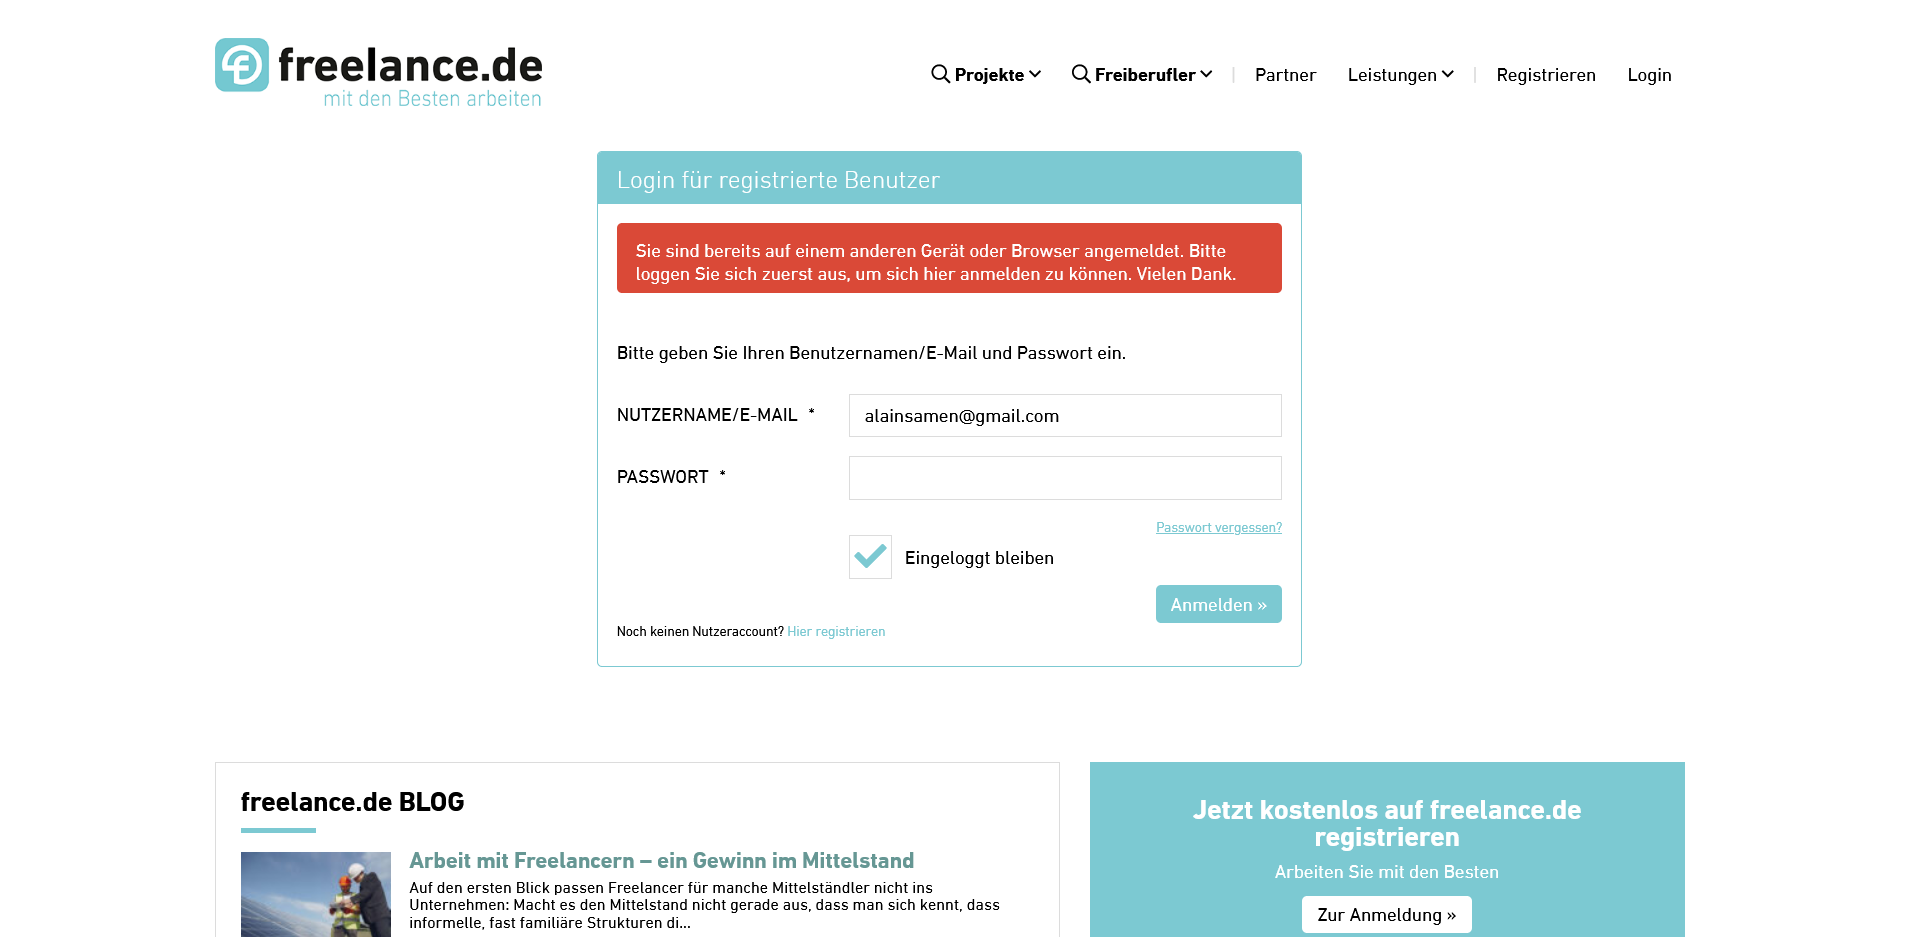 freelance.de
mit den Besten arbeiten
Projekte
Freiberufler
Partner
Leistungen
Registrieren
Login
Login für registrierte Benutzer
Sie sind bereits auf einem anderen Gerät oder Browser angemeldet. Bitte
loggen Sie sich zuerst aus, um sich hier anmelden zu können. Vielen Dank.
Bitte geben Sie Ihren Benutzernamen/E-Mail und Passwort ein.
NUTZERNAME/E-MAIL *
alainsamen@gmail.com
PASSWORT *
Passwort vergessen?
Eingeloggt bleiben
Anmelden »
Noch keinen Nutzeraccount? Hier registrieren
freelance.de BLOG
Arbeit mit Freelancern – ein Gewinn im Mittelstand
Auf den ersten Blick passen Freelancer für manche Mittelständler nicht ins
Unternehmen: Macht es den Mittelstand nicht gerade aus, dass man sich kennt, dass
informelle, fast familiäre Strukturen di...
Jetzt kostenlos auf freelance.de
registrieren
Arbeiten Sie mit den Besten
Zur Anmeldung »